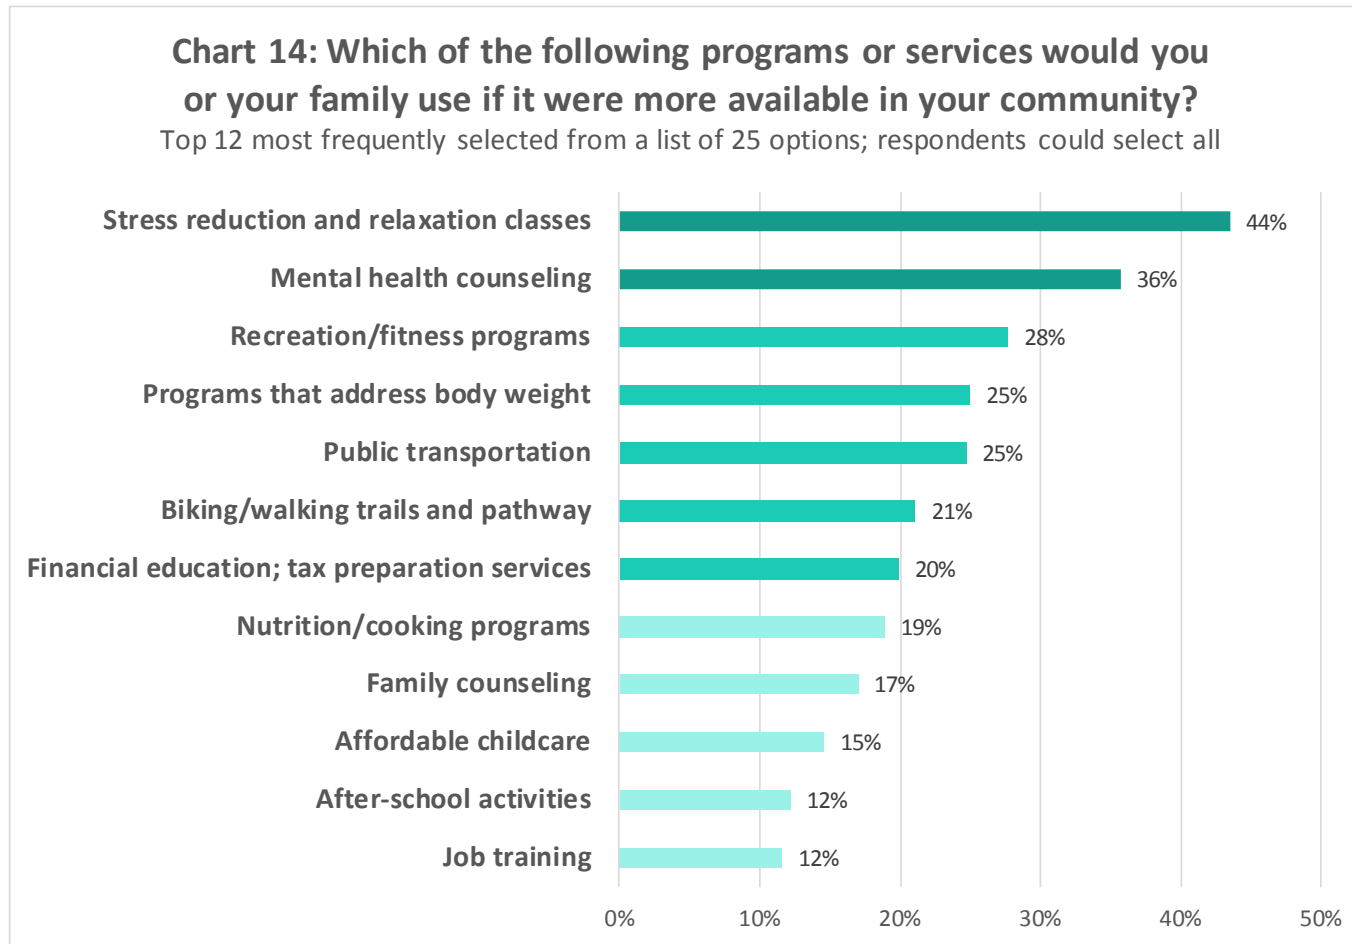 Chart 14: Which of the following programs or services would you
or your family use if it were more available in your community?
Top 12 most frequently selected from a list of 25 options; respondents could select all
Stress reduction and relaxation classes 44%
Mental health counseling 36%
Recreation/fitness programs 28%
Programs that address body weight 25%
Public transportation 25%
Biking/walking trails and pathway 21%
Financial education; tax preparation services 20%
Nutrition/cooking programs 19%
Family counseling 17%
Affordable childcare 15%
After-school activities 12%
Job training 12%
0% 10% 20% 30% 40% 50%